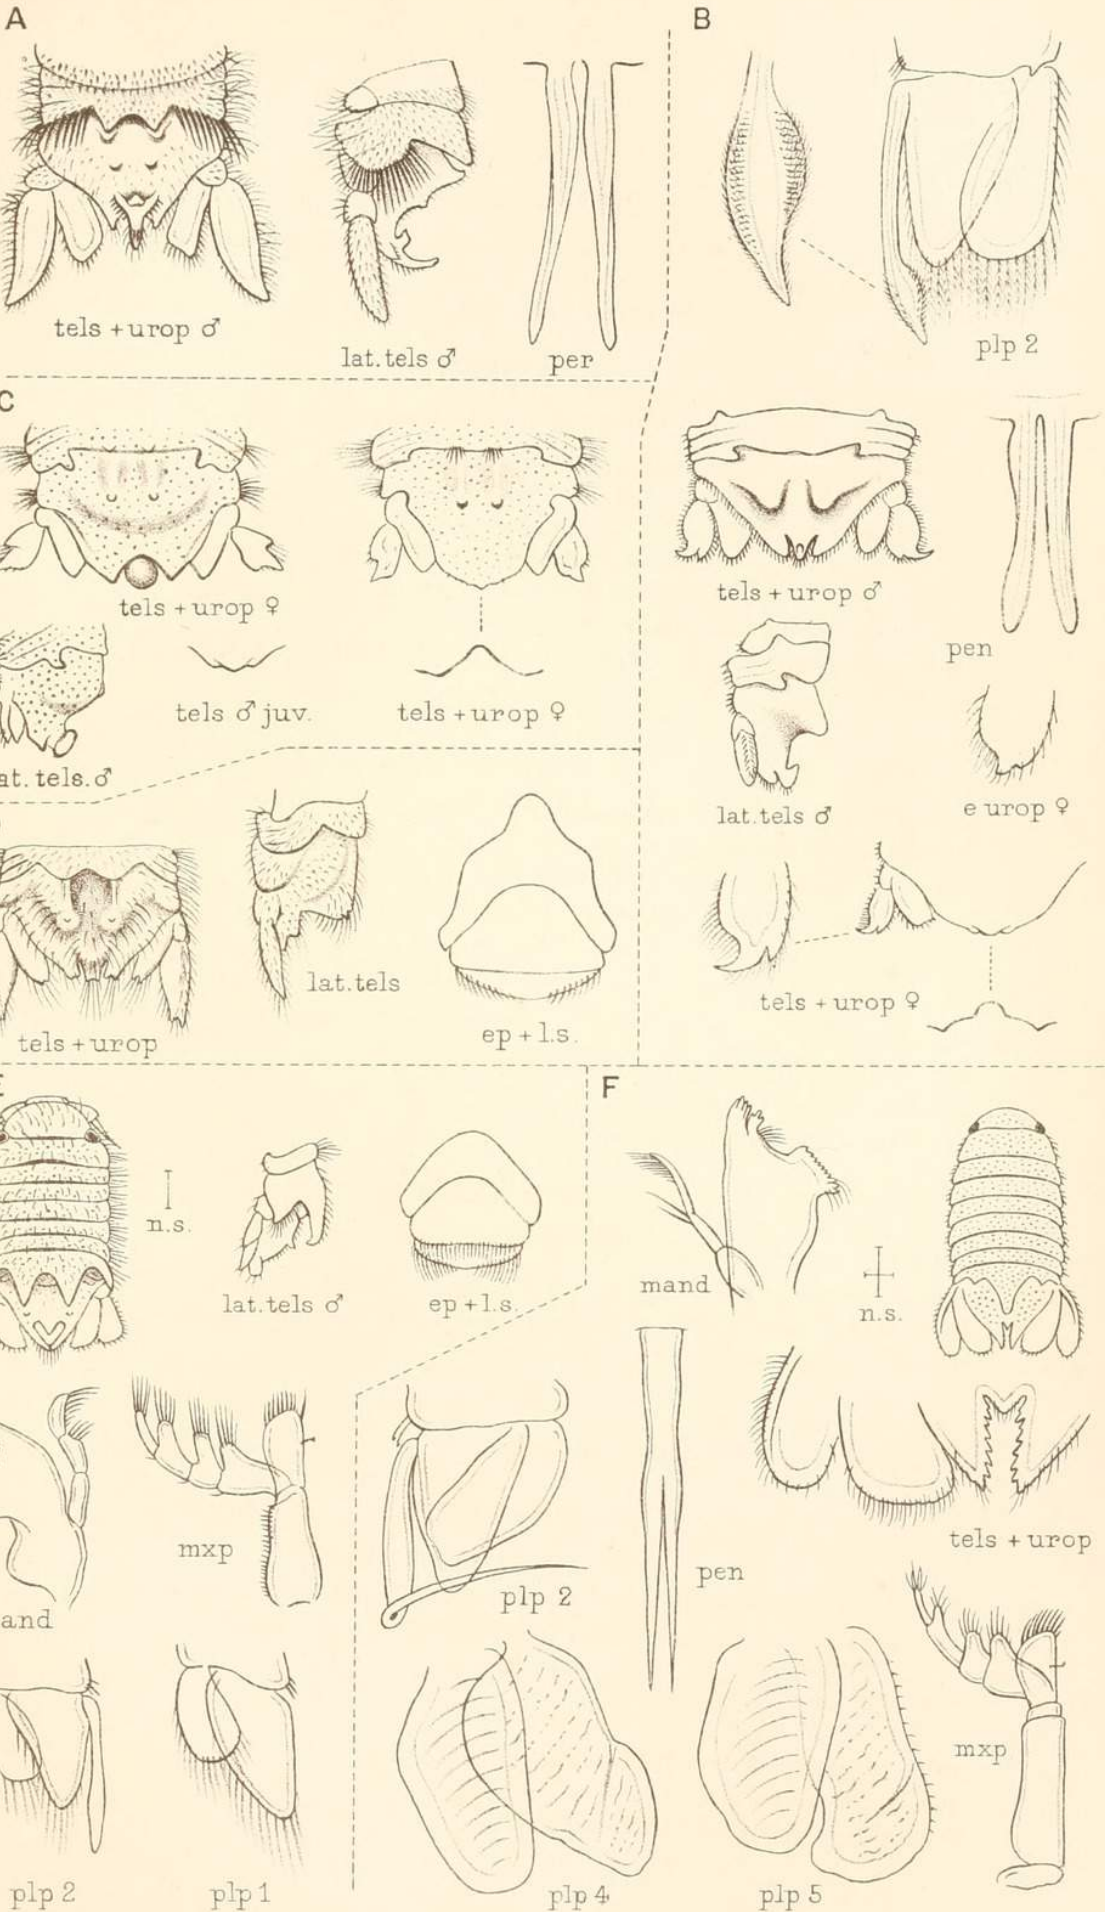 A
tels + urop ♂
lat. tels ♂
per
B
plp 2
tels + urop ♂
pen
lat. tels ♂
e urop ♀
tels + urop ♀
C
tels + urop ♀
tels ♂ juv.
tels + urop ♀
at. tels. ♂
tels + urop
lat. tels
ep + l.s.
E
n.s.
lat. tels ♂
ep + l.s.
and
mxp
plp 2
plp 1
F
mand
n.s.
tels + urop
pen
plp 2
mxp
plp 4
plp 5